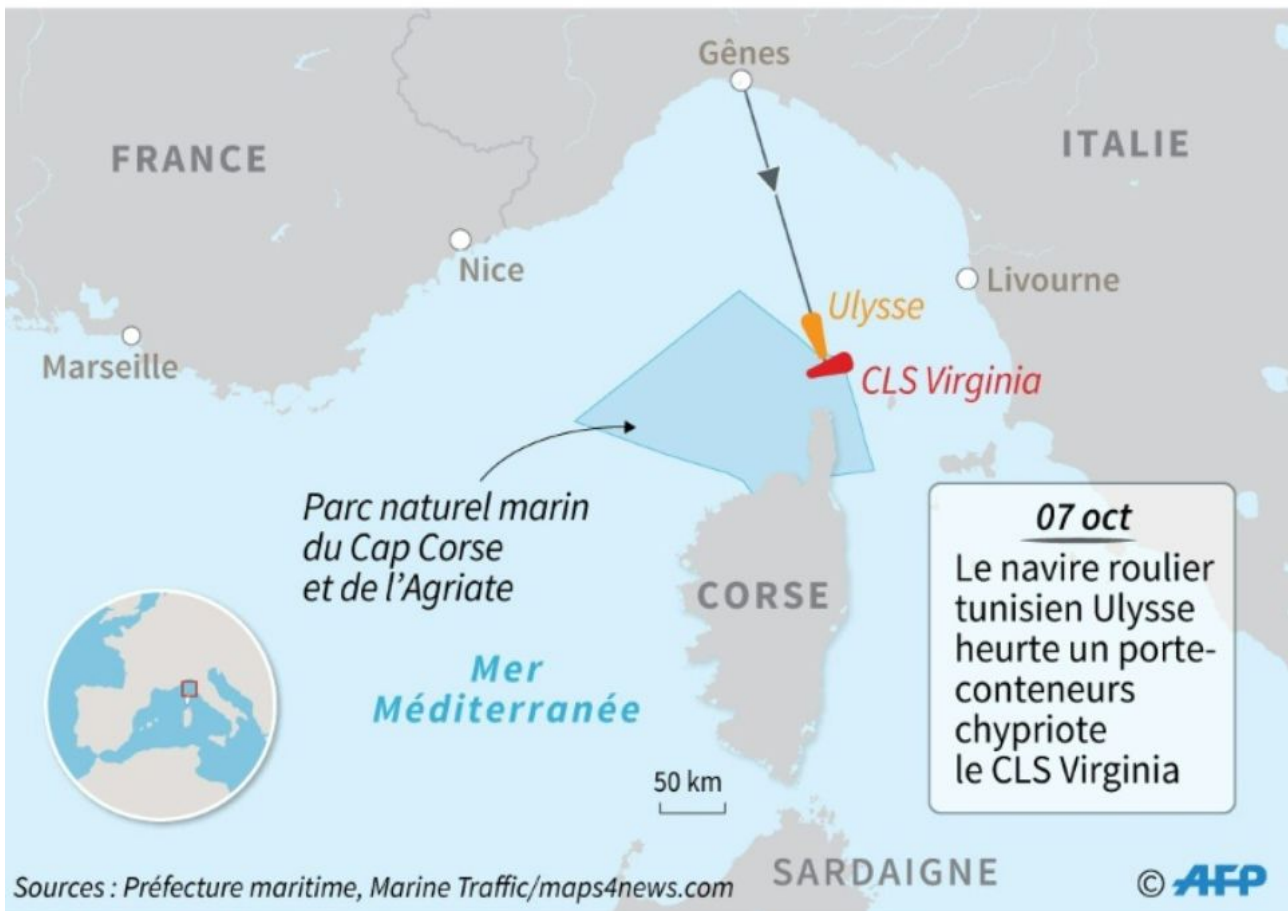 Gênes
FRANCE
ITALIE
Nice
Livourne
Ulysse
Marseille
CLS Virginia
Parc naturel marin
du Cap Corse
et de l'Agriate
07 oct
Le navire roulier
tunisien Ulysse
heurte un porte-
conteneurs
chypriote
le CLS Virginia
CORSE
Mer
Méditerranée
50 km
SARDAIGNE
Sources : Préfecture maritime, Marine Traffic/maps4news.com
© AFP